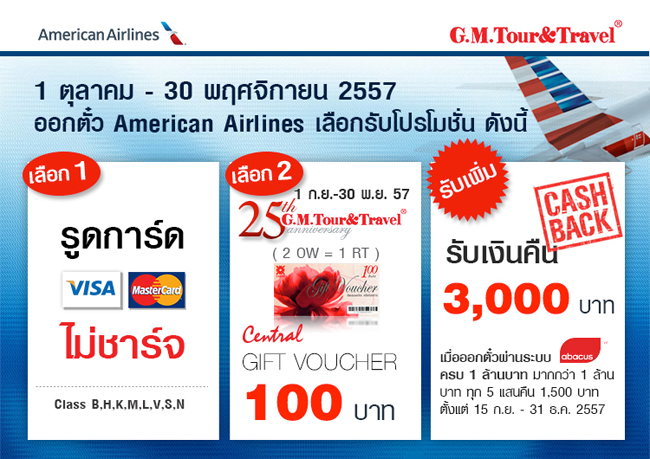 American Airlines
G.M.Tour&Travel®
1 ตุลาคม - 30 พฤศจิกายน 2557
ออกตั๋ว American Airlines เลือกรับโปรโมชั่น ดังนี้
เลือก 1
รูดการ์ด
VISA MasterCard
ไม่ชาร์จ
Class B,H,K,M,L,V,S,N
เลือก 2
1 ก.ย.-30 พ.ย. 57
25th G.M.Tour&Travel®
anniversary
( 2 OW = 1 RT )
100
Gift Voucher
Central
GIFT VOUCHER
100 บาท
รับเพิ่ม
CASH BACK
รับเงินคืน
3,000 บาท
เมื่อออกตั๋วผ่านระบบ abacus
ครบ 1 ล้านบาท มากกว่า 1 ล้าน
บาท ทุก 5 แสนคืน 1,500 บาท
ตั้งแต่ 15 ก.ย. - 31 ธ.ค. 2557